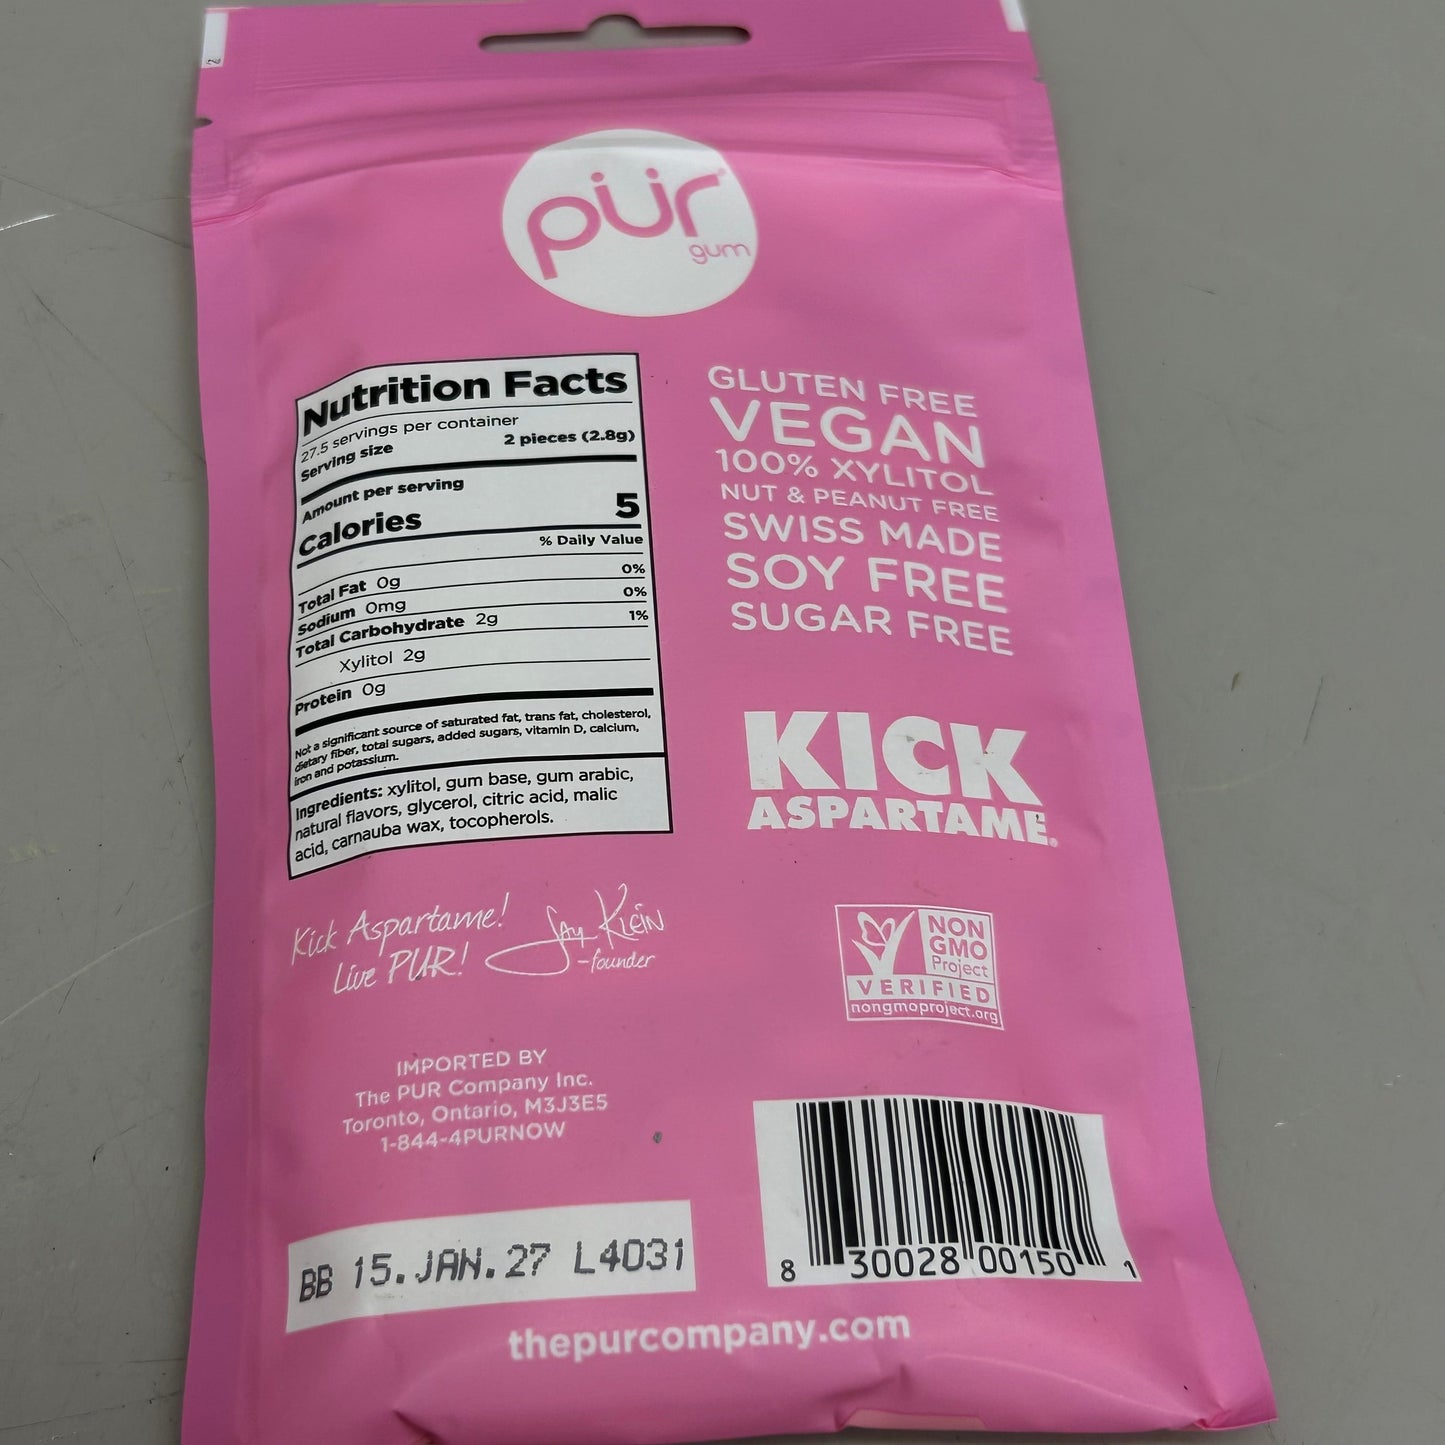 pür
gum
Nutrition Facts
27.5 servings per container
Serving size 2 pieces (2.8g)
Amount per serving
Calories 5
% Daily Value
Total Fat 0g 0%
Sodium 0mg 0%
Total Carbohydrate 2g 1%
Xylitol 2g
Protein 0g
Not a significant source of saturated fat, trans fat, cholesterol,
dietary fiber, total sugars, added sugars, vitamin D, calcium,
iron and potassium.
Ingredients: xylitol, gum base, gum arabic,
natural flavors, glycerol, citric acid, malic
acid, carnauba wax, tocopherols.
GLUTEN FREE
VEGAN
100% XYLITOL
NUT & PEANUT FREE
SWISS MADE
SOY FREE
SUGAR FREE
KICK
ASPARTAME®
Kick Aspartame!
Live PUR!
Jay Klein
-founder
NON
GMO
Project
VERIFIED
nongmoproject.org
IMPORTED BY
The PUR Company Inc.
Toronto, Ontario, M3J3E5
1-844-4PURNOW
BB 15.JAN.27 L4031
8 30028 00150 1
thepurcompany.com